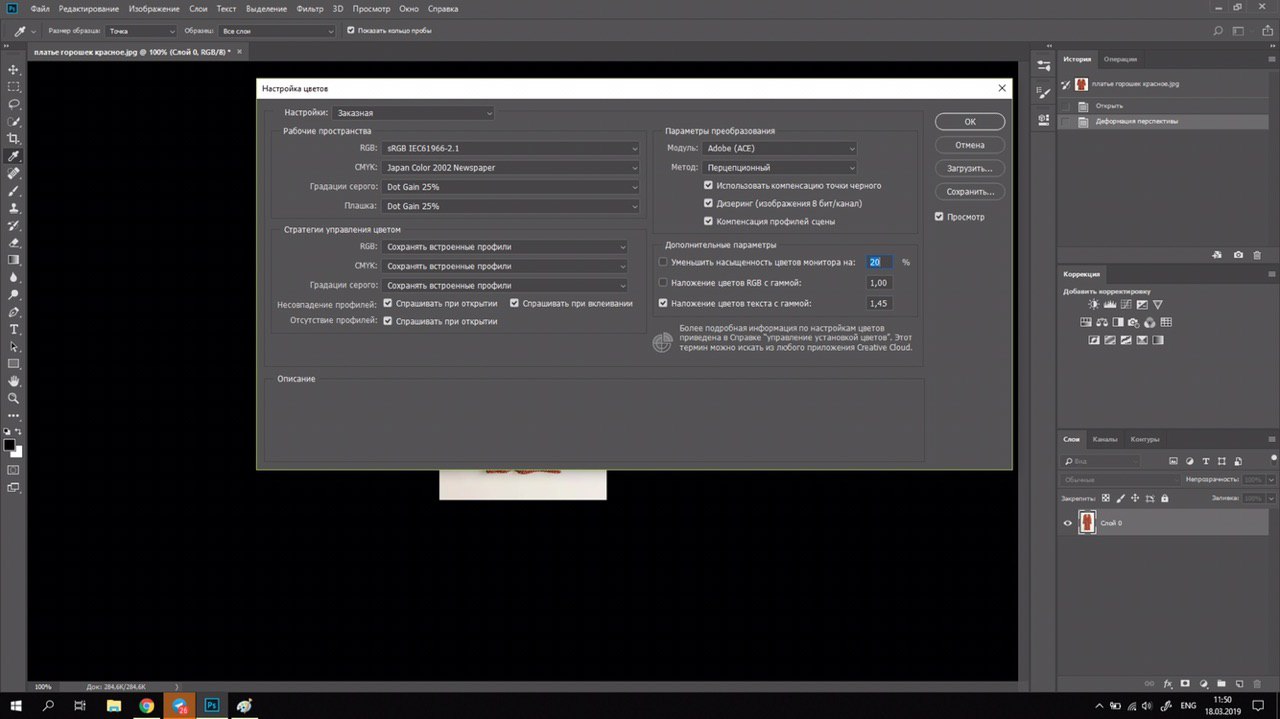 Ps Файл Редактирование Изображение Слои Текст Выделение Фильтр 3D Просмотр Окно Справка
Размер образца: Точка Образец: Все слои Показать кольцо пробы
платье горошек красное.jpg @ 100% (Слой 0, RGB/8) * ×
Настройка цветов
Настройки: Заказная
Рабочие пространства
RGB: sRGB IEC61966-2.1
CMYK: Japan Color 2002 Newspaper
Градации серого: Dot Gain 25%
Плашка: Dot Gain 25%
Стратегии управления цветом
RGB: Сохранять встроенные профили
CMYK: Сохранять встроенные профили
Градации серого: Сохранять встроенные профили
Несовпадение профилей: Спрашивать при открытии Спрашивать при вклеивании
Отсутствие профилей: Спрашивать при открытии
Параметры преобразования
Модуль: Adobe (ACE)
Метод: Перцепционный
Использовать компенсацию точки черного
Дизеринг (изображения 8 бит/канал)
Компенсация профилей сцены
Дополнительные параметры
Уменьшить насыщенность цветов монитора на: 20 %
Наложение цветов RGB с гаммой: 1,00
Наложение цветов текста с гаммой: 1,45
Более подробная информация по настройкам цветов
приведена в Справке "управление установкой цветов". Этот
термин можно искать из любого приложения Creative Cloud.
Описание
OK
Отмена
Загрузить...
Сохранить...
Просмотр
История Операции
платье горошек красное.jpg
Открыть
Деформация перспективы
Коррекция
Добавить корректировку
Слои Каналы Контуры
Вид
Обычные Непрозрачность: 100%
Закрепить: Заливка: 100%
Слой 0
100% Док: 284,6K/284,6K
26 Ps ENG 11:50
18.03.2019